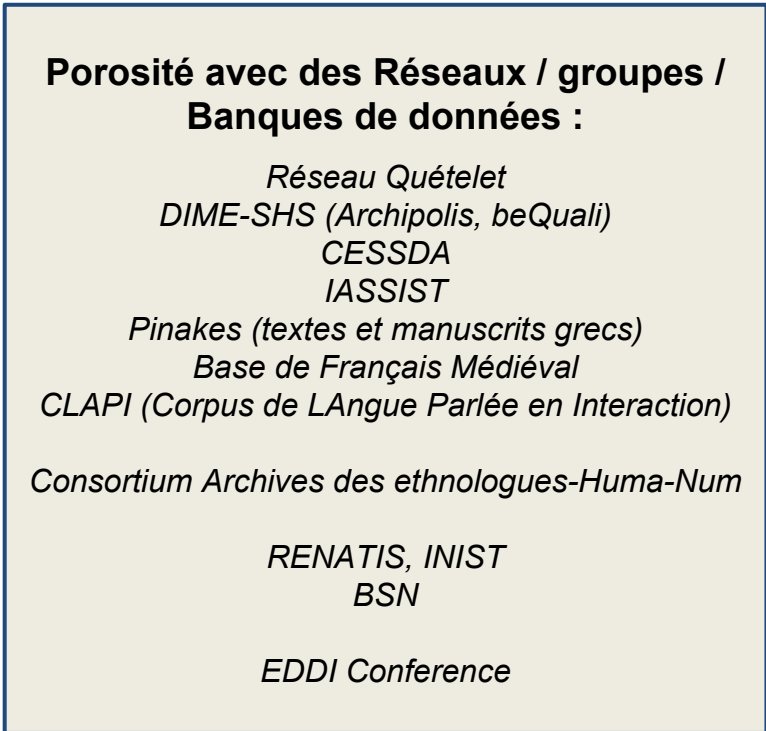 Porosité avec des Réseaux / groupes /
Banques de données :
Réseau Quételet
DIME-SHS (Archipolis, beQuali)
CESSDA
IASSIST
Pinakes (textes et manuscrits grecs)
Base de Français Médiéval
CLAPI (Corpus de LAngue Parlée en Interaction)
Consortium Archives des ethnologues-Huma-Num
RENATIS, INIST
BSN
EDDI Conference